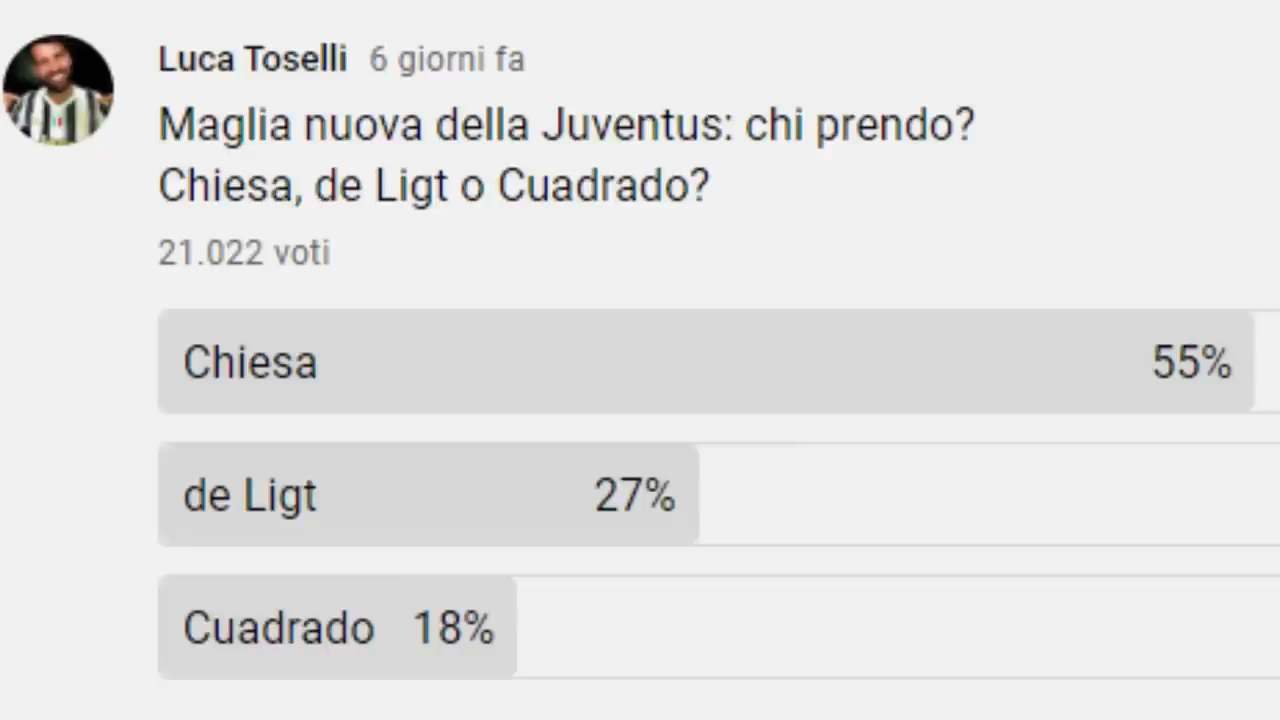 Luca Toselli 6 giorni fa
Maglia nuova della Juventus: chi prendo?
Chiesa, de Ligt o Cuadrado?
21.022 voti
Chiesa 55%
de Ligt 27%
Cuadrado 18%